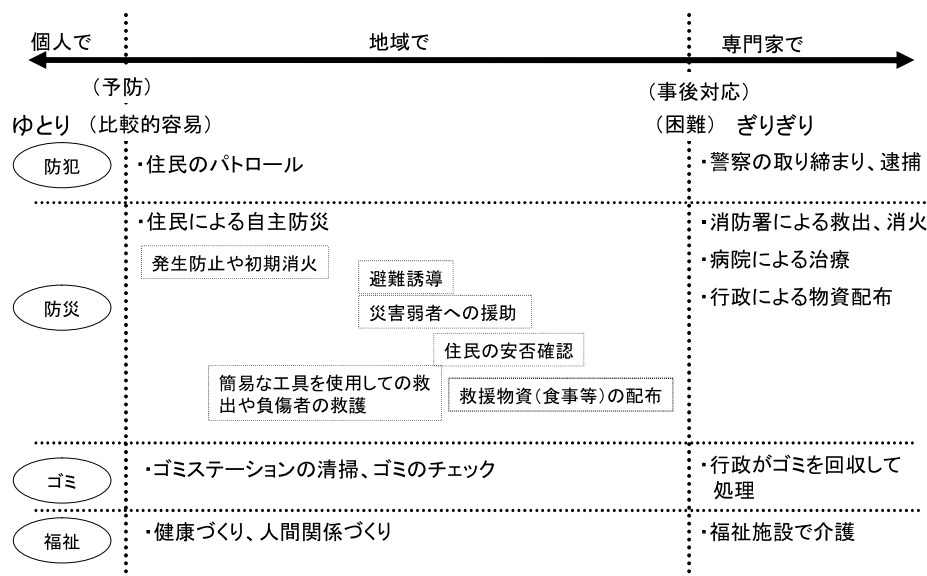 個人で
地域で
専門家で
(予防)
(事後対応)
ゆとり (比較的容易)
(困難) ぎりぎり
防犯
・住民のパトロール
・警察の取り締まり、逮捕
防災
・住民による自主防災
発生防止や初期消火
避難誘導
災害弱者への援助
住民の安否確認
簡易な工具を使用しての救
出や負傷者の救護
救援物資(食事等)の配布
・消防署による救出、消火
・病院による治療
・行政による物資配布
ゴミ
・ゴミステーションの清掃、ゴミのチェック
・行政がゴミを回収して
処理
福祉
・健康づくり、人間関係づくり
・福祉施設で介護